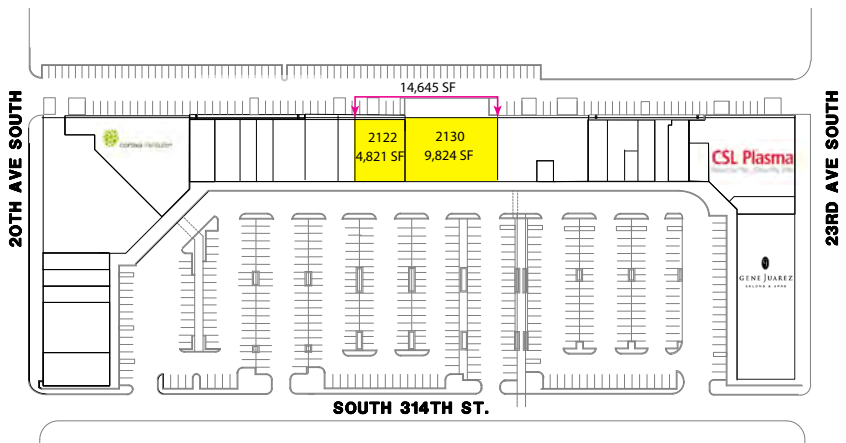 14,645 SF
2122
4,821 SF
2130
9,824 SF
CSL Plasma
GENE JUAREZ
SALONS & SPAS
20TH AVE SOUTH
23RD AVE SOUTH
SOUTH 314TH ST.